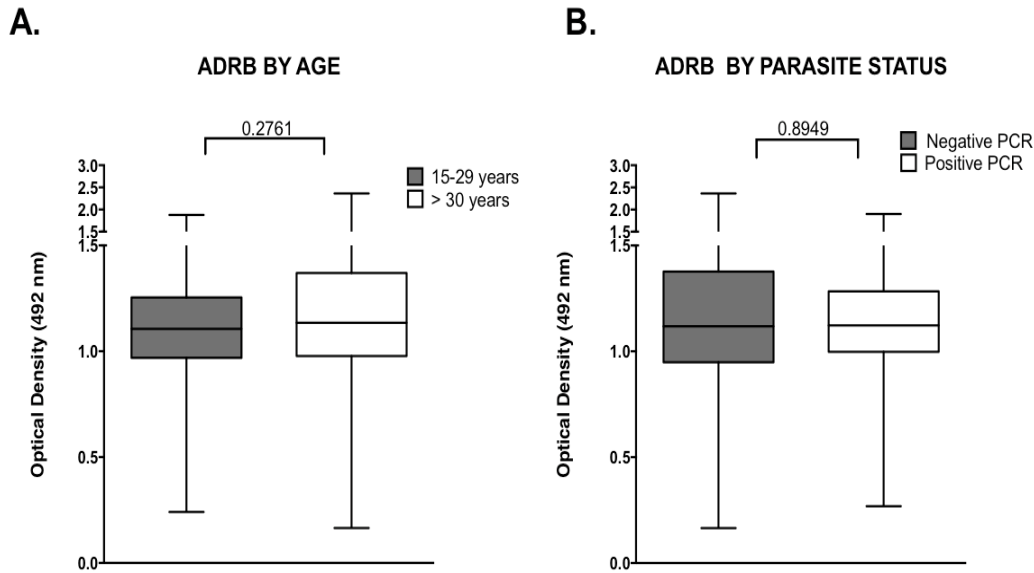 A.
ADRB BY AGE
0.2761
15-29 years
> 30 years
3.0
2.5
2.0
1.5
1.5
1.0
0.5
0.0
Optical Density (492 nm)
B.
ADRB BY PARASITE STATUS
0.8949
Negative PCR
Positive PCR
3.0
2.5
2.0
1.5
1.5
1.0
0.5
0.0
Optical Density (492 nm)